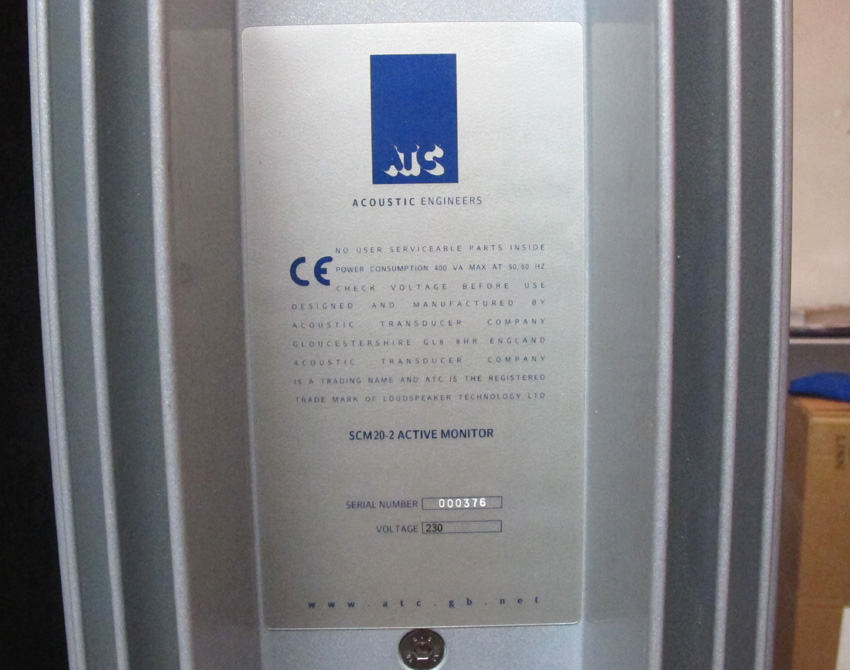 ATC
ACOUSTIC ENGINEERS
NO USER SERVICEABLE PARTS INSIDE
CE POWER CONSUMPTION 400 VA MAX AT 50/60 HZ
CHECK VOLTAGE BEFORE USE
DESIGNED AND MANUFACTURED BY
ACOUSTIC TRANSDUCER COMPANY
GLOUCESTERSHIRE GL6 8HR ENGLAND
ACOUSTIC TRANSDUCER COMPANY
IS A TRADING NAME AND ATC IS THE REGISTERED
TRADE MARK OF LOUDSPEAKER TECHNOLOGY LTD
SCM20-2 ACTIVE MONITOR
SERIAL NUMBER 000376
VOLTAGE 230
www.atc.gb.net